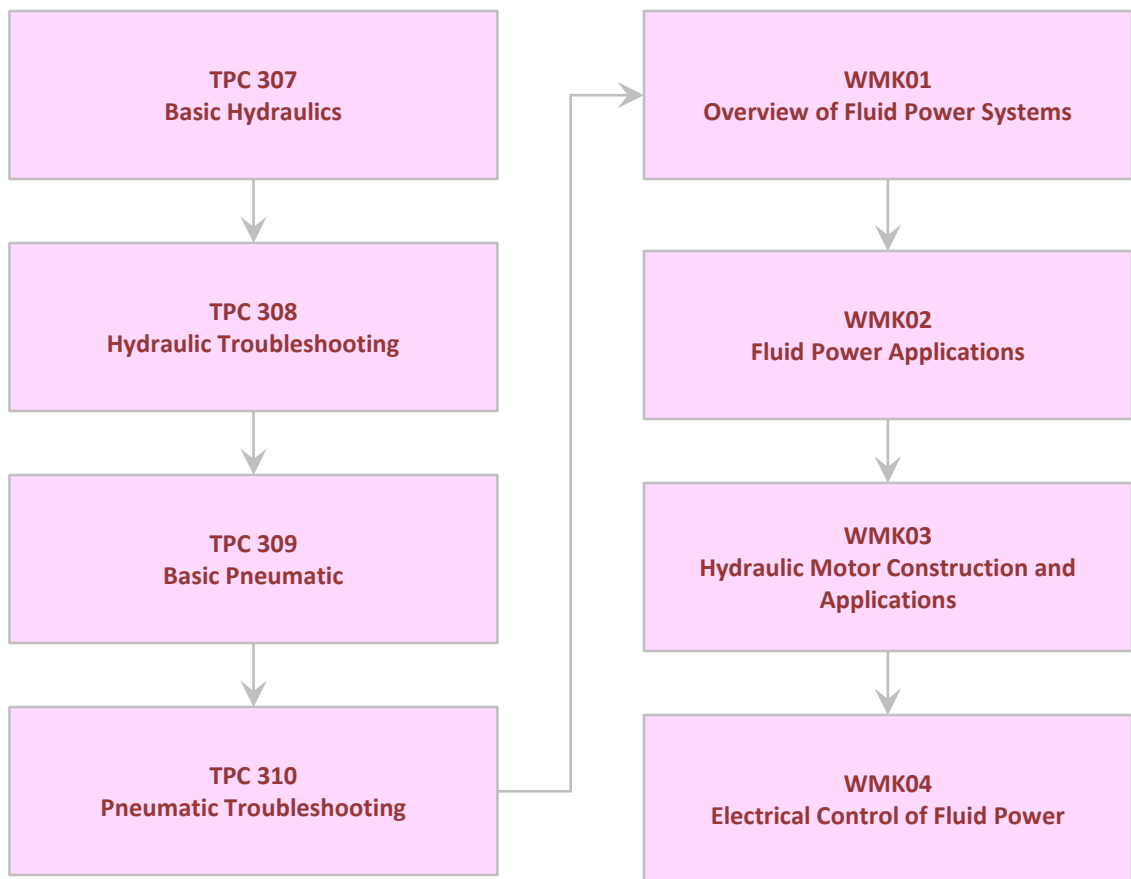 TPC 307
Basic Hydraulics
TPC 308
Hydraulic Troubleshooting
TPC 309
Basic Pneumatic
TPC 310
Pneumatic Troubleshooting
WMK01
Overview of Fluid Power Systems
WMK02
Fluid Power Applications
WMK03
Hydraulic Motor Construction and
Applications
WMK04
Electrical Control of Fluid Power